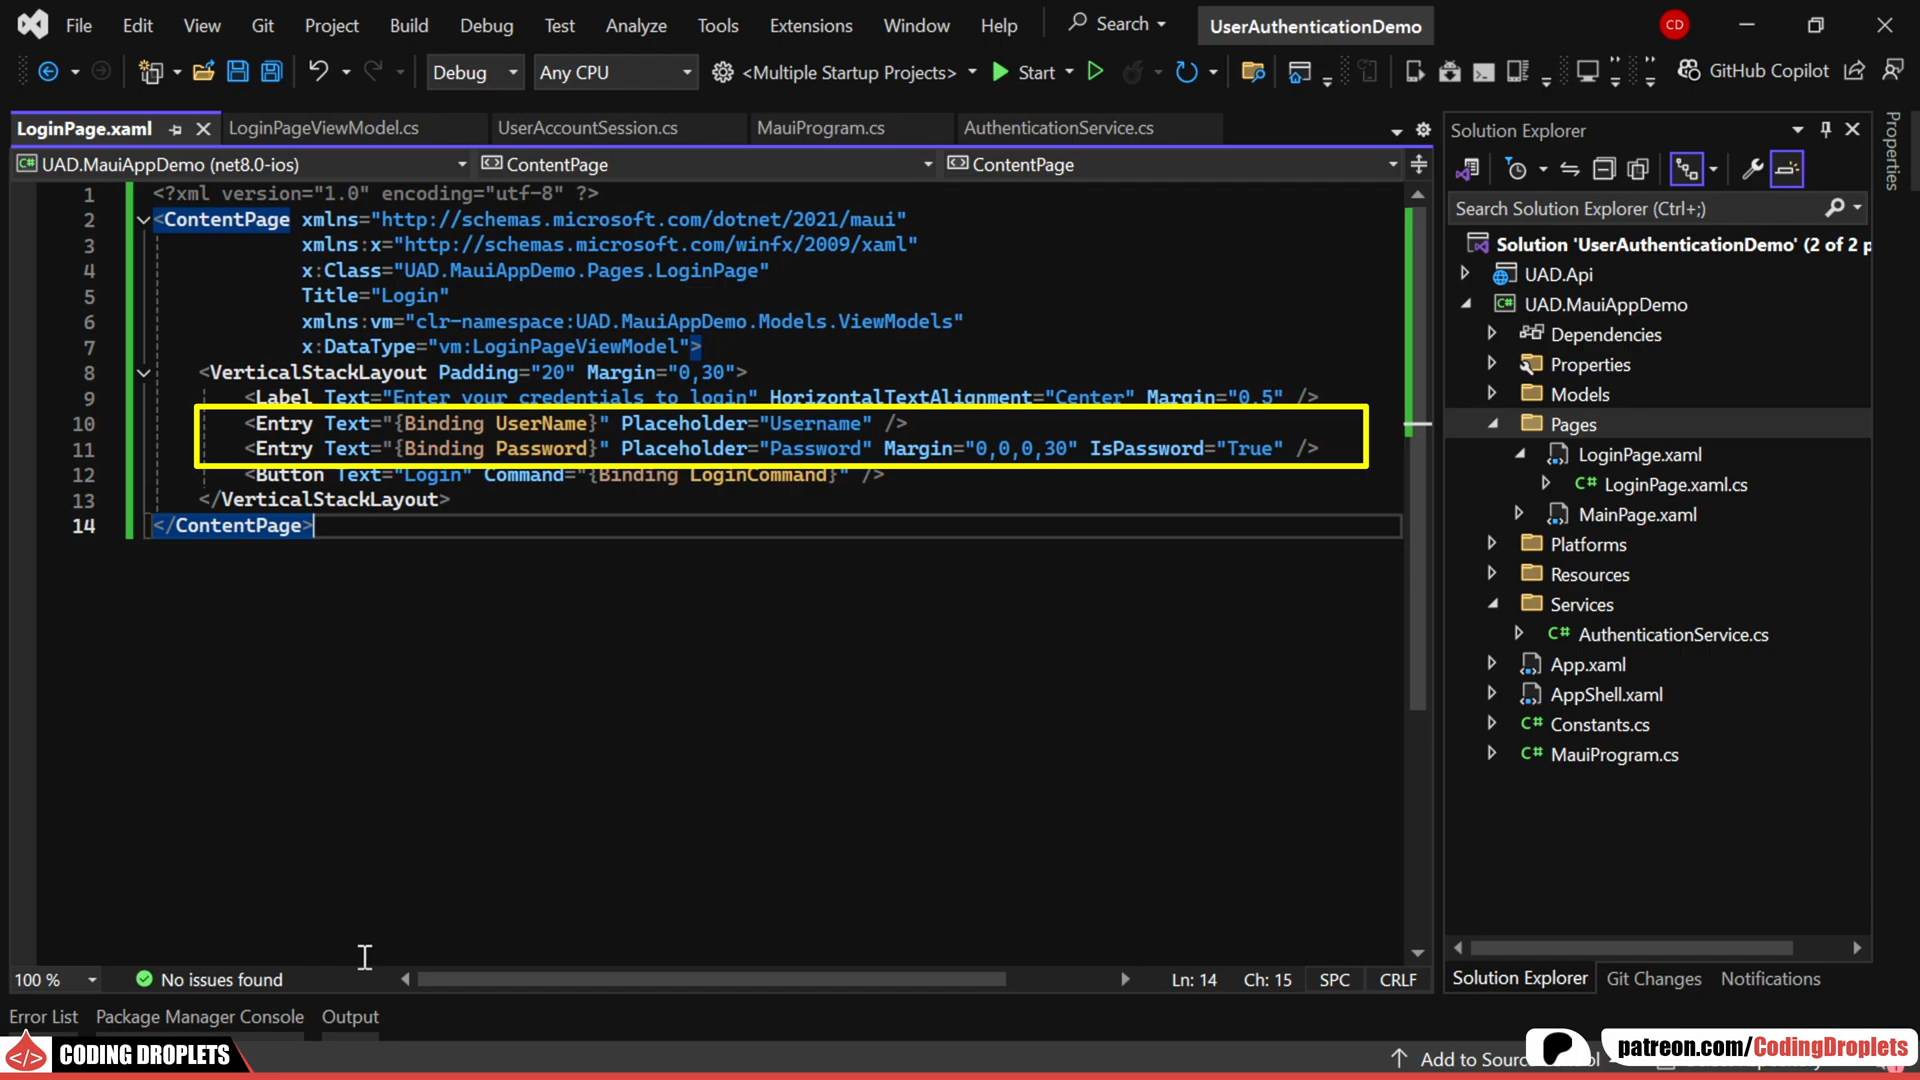 File Edit View Git Project Build Debug Test Analyze Tools Extensions Window Help Search UserAuthenticationDemo CD
Debug Any CPU <Multiple Startup Projects> Start GitHub Copilot
LoginPage.xaml LoginPageViewModel.cs UserAccountSession.cs MauiProgram.cs AuthenticationService.cs
C# UAD.MauiAppDemo (net8.0-ios) ContentPage ContentPage
1 <?xml version="1.0" encoding="utf-8" ?>
2 <ContentPage xmlns="http://schemas.microsoft.com/dotnet/2021/maui"
3 xmlns:x="http://schemas.microsoft.com/winfx/2009/xaml"
4 x:Class="UAD.MauiAppDemo.Pages.LoginPage"
5 Title="Login"
6 xmlns:vm="clr-namespace:UAD.MauiAppDemo.Models.ViewModels"
7 x:DataType="vm:LoginPageViewModel">
8 <VerticalStackLayout Padding="20" Margin="0,30">
9 <Label Text="Enter your credentials to login" HorizontalTextAlignment="Center" Margin="0,5" />
10 <Entry Text="{Binding UserName}" Placeholder="Username" />
11 <Entry Text="{Binding Password}" Placeholder="Password" Margin="0,0,0,30" IsPassword="True" />
12 <Button Text="Login" Command="{Binding LoginCommand}" />
13 </VerticalStackLayout>
14 </ContentPage>
100 % No issues found Ln: 14 Ch: 15 SPC CRLF
Error List Package Manager Console Output
Solution Explorer
Search Solution Explorer (Ctrl+;)
Solution 'UserAuthenticationDemo' (2 of 2 p
UAD.Api
C# UAD.MauiAppDemo
Dependencies
Properties
Models
Pages
LoginPage.xaml
C# LoginPage.xaml.cs
MainPage.xaml
Platforms
Resources
Services
C# AuthenticationService.cs
App.xaml
AppShell.xaml
C# Constants.cs
C# MauiProgram.cs
Solution Explorer Git Changes Notifications
Properties
</> CODING DROPLETS
Add to
patreon.com/CodingDroplets